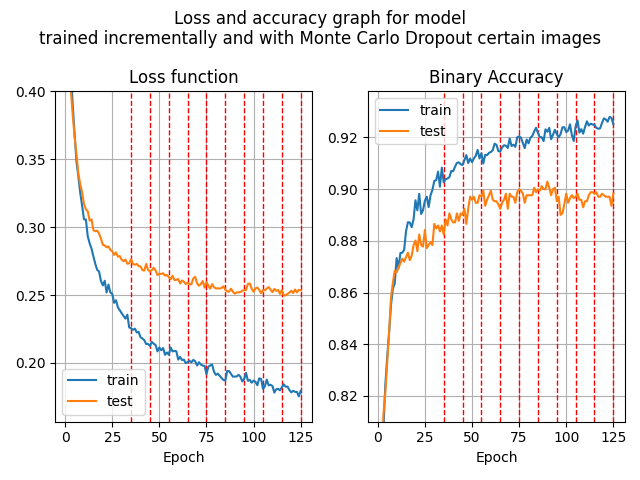 Loss and accuracy graph for model
trained incrementally and with Monte Carlo Dropout certain images
Loss function
0.40
0.35
0.30
0.25
0.20
train
test
0 25 50 75 100 125
Epoch
Binary Accuracy
train
test
0.92
0.90
0.88
0.86
0.84
0.82
0 25 50 75 100 125
Epoch